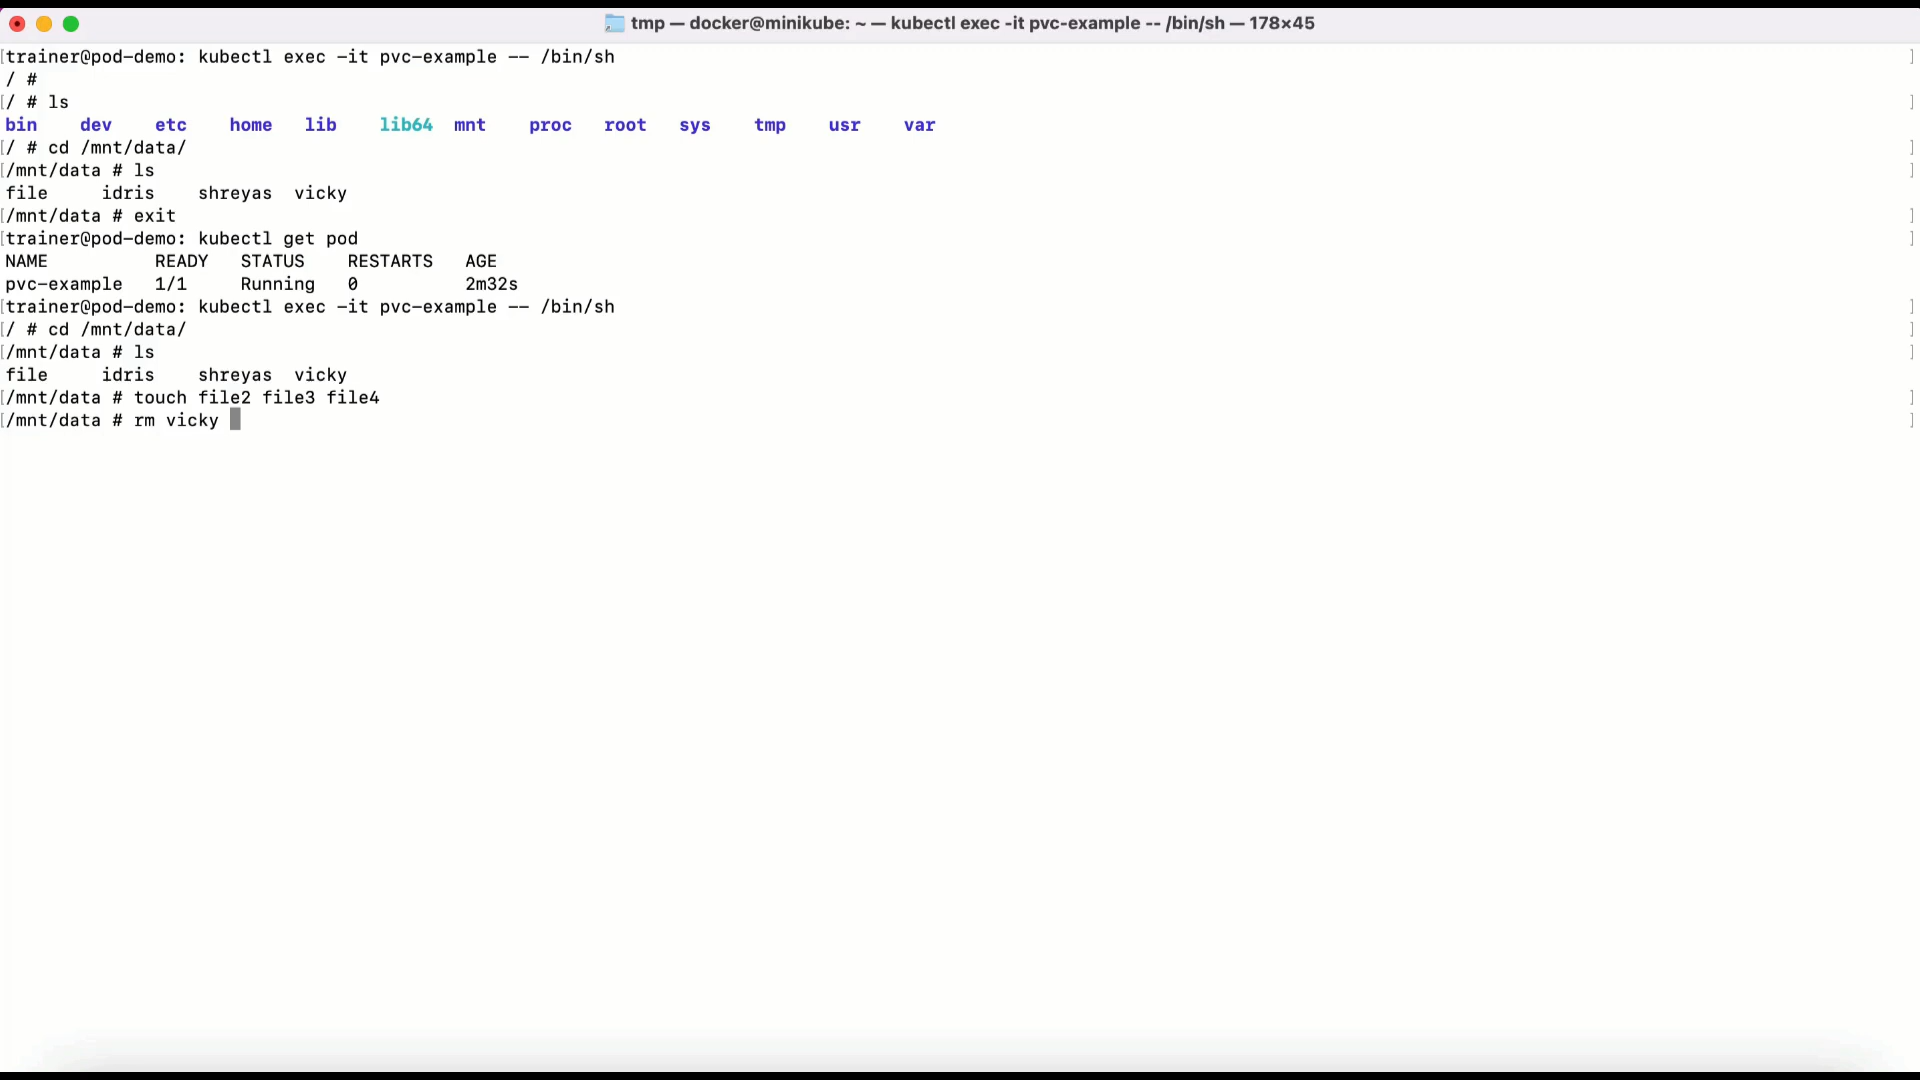 tmp — docker@minikube: ~ — kubectl exec -it pvc-example -- /bin/sh — 178×45
[trainer@pod-demo: kubectl exec -it pvc-example -- /bin/sh ]
/ #
[/ # ls ]
bin dev etc home lib lib64 mnt proc root sys tmp usr var
[/ # cd /mnt/data/ ]
[/mnt/data # ls ]
file idris shreyas vicky
[/mnt/data # exit ]
[trainer@pod-demo: kubectl get pod ]
NAME READY STATUS RESTARTS AGE
pvc-example 1/1 Running 0 2m32s
[trainer@pod-demo: kubectl exec -it pvc-example -- /bin/sh ]
[/ # cd /mnt/data/ ]
[/mnt/data # ls ]
file idris shreyas vicky
[/mnt/data # touch file2 file3 file4 ]
[/mnt/data # rm vicky ]